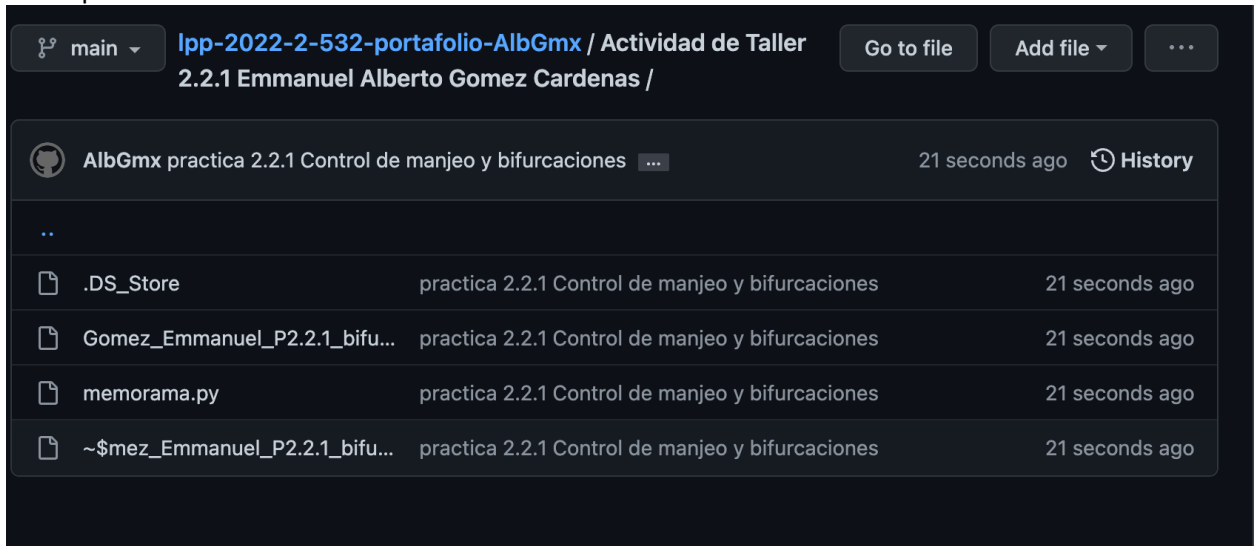 main
lpp-2022-2-532-portafolio-AlbGmx / Actividad de Taller
2.2.1 Emmanuel Alberto Gomez Cardenas /
Go to file
Add file
...
AlbGmx practica 2.2.1 Control de manjeo y bifurcaciones ...
21 seconds ago
History
..
.DS_Store practica 2.2.1 Control de manjeo y bifurcaciones 21 seconds ago
Gomez_Emmanuel_P2.2.1_bifu... practica 2.2.1 Control de manjeo y bifurcaciones 21 seconds ago
memorama.py practica 2.2.1 Control de manjeo y bifurcaciones 21 seconds ago
~$mez_Emmanuel_P2.2.1_bifu... practica 2.2.1 Control de manjeo y bifurcaciones 21 seconds ago